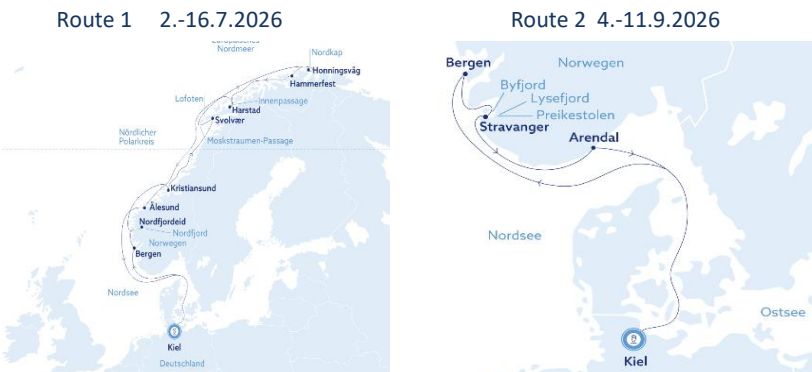 Route 1 2.-16.7.2026
Route 2 4.-11.9.2026
Europäisches
Nordmeer
Nordkap
Honningsvåg
Hammerfest
Lofoten
Innenpassage
Harstad
Svolvær
Nördlicher
Polarkreis
Moskstraumen-Passage
Kristiansund
Ålesund
Nordfjordeid
Nordfjord
Norwegen
Bergen
Nordsee
Kiel
Deutschland
Bergen
Norwegen
Byfjord
Lysefjord
Preikestolen
Stravanger
Arendal
Nordsee
Ostsee
Kiel